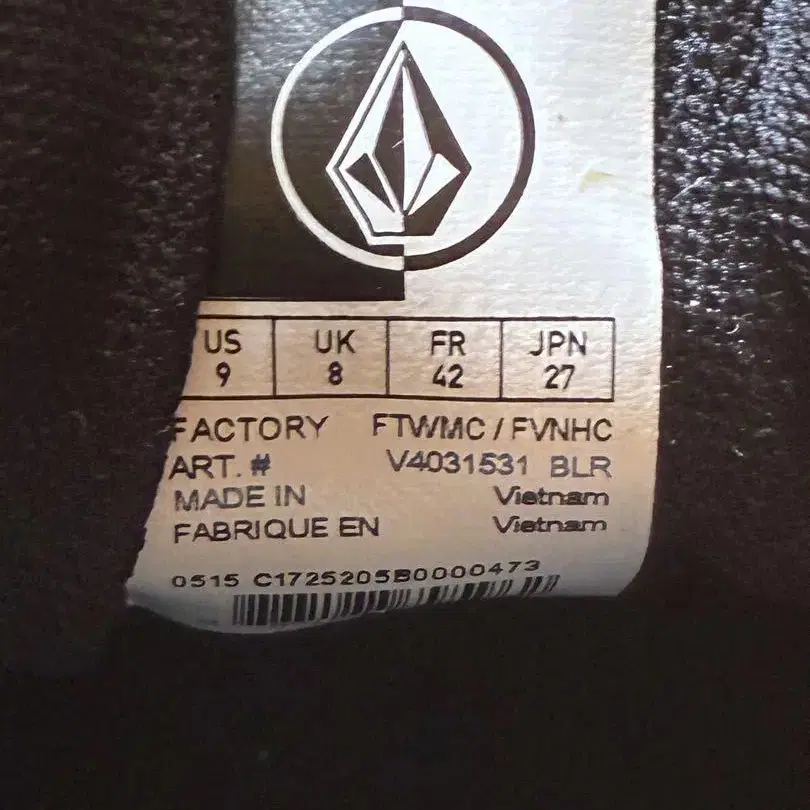 US UK FR JPN
9 8 42 27
FACTORY FTWMC / FVNHC
ART. # V4031531 BLR
MADE IN Vietnam
FABRIQUE EN Vietnam
0515 C1725205B0000473